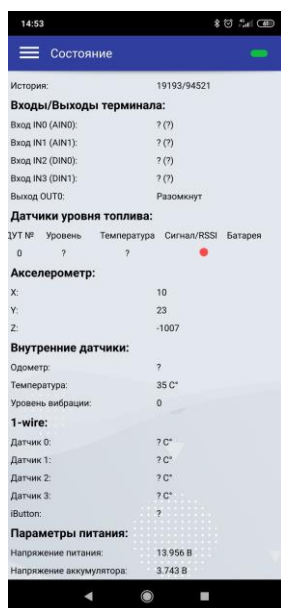 14:53
Состояние
История: 19193/94521
Входы/Выходы терминала:
Вход IN0 (AIN0): ? (?)
Вход IN1 (AIN1): ? (?)
Вход IN2 (DIN0): ? (?)
Вход IN3 (DIN1): ? (?)
Выход OUT0: Разомкнут
Датчики уровня топлива:
ДУТ № Уровень Температура Сигнал/RSSI Батарея
0 ? ?
Акселерометр:
X: 10
Y: 23
Z: -1007
Внутренние датчики:
Одометр: ?
Температура: 35 C°
Уровень вибрации: 0
1-wire:
Датчик 0: ? C°
Датчик 1: ? C°
Датчик 2: ? C°
Датчик 3: ? C°
iButton: ?
Параметры питания:
Напряжение питания: 13.956 В
Напряжение аккумулятора: 3.743 В